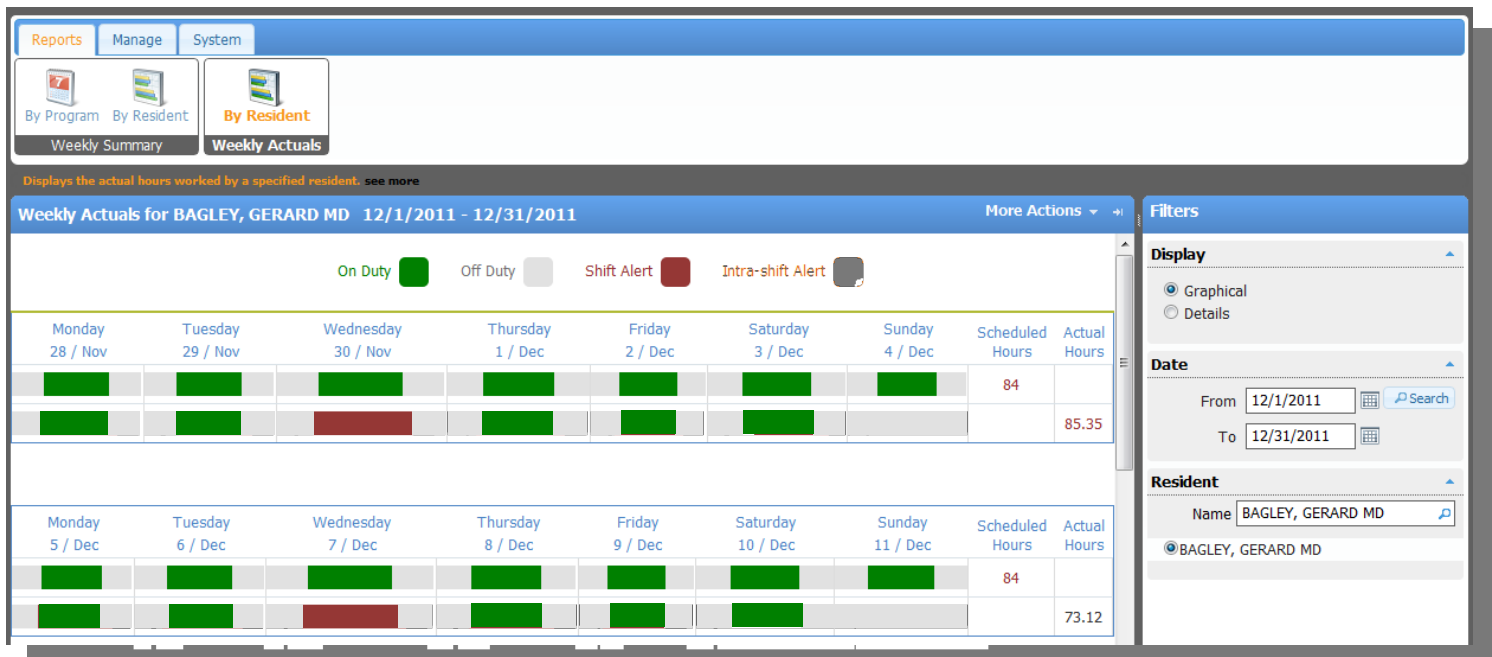 Reports Manage System
7
By Program By Resident By Resident
Weekly Summary Weekly Actuals
Displays the actual hours worked by a specified resident. see more
Weekly Actuals for BAGLEY, GERARD MD 12/1/2011 - 12/31/2011 More Actions
On Duty Off Duty Shift Alert Intra-shift Alert
Monday Tuesday Wednesday Thursday Friday Saturday Sunday Scheduled Actual
28 / Nov 29 / Nov 30 / Nov 1 / Dec 2 / Dec 3 / Dec 4 / Dec Hours Hours
84
85.35
Monday Tuesday Wednesday Thursday Friday Saturday Sunday Scheduled Actual
5 / Dec 6 / Dec 7 / Dec 8 / Dec 9 / Dec 10 / Dec 11 / Dec Hours Hours
84
73.12
Filters
Display
Graphical
Details
Date
From 12/1/2011 Search
To 12/31/2011
Resident
Name BAGLEY, GERARD MD
BAGLEY, GERARD MD